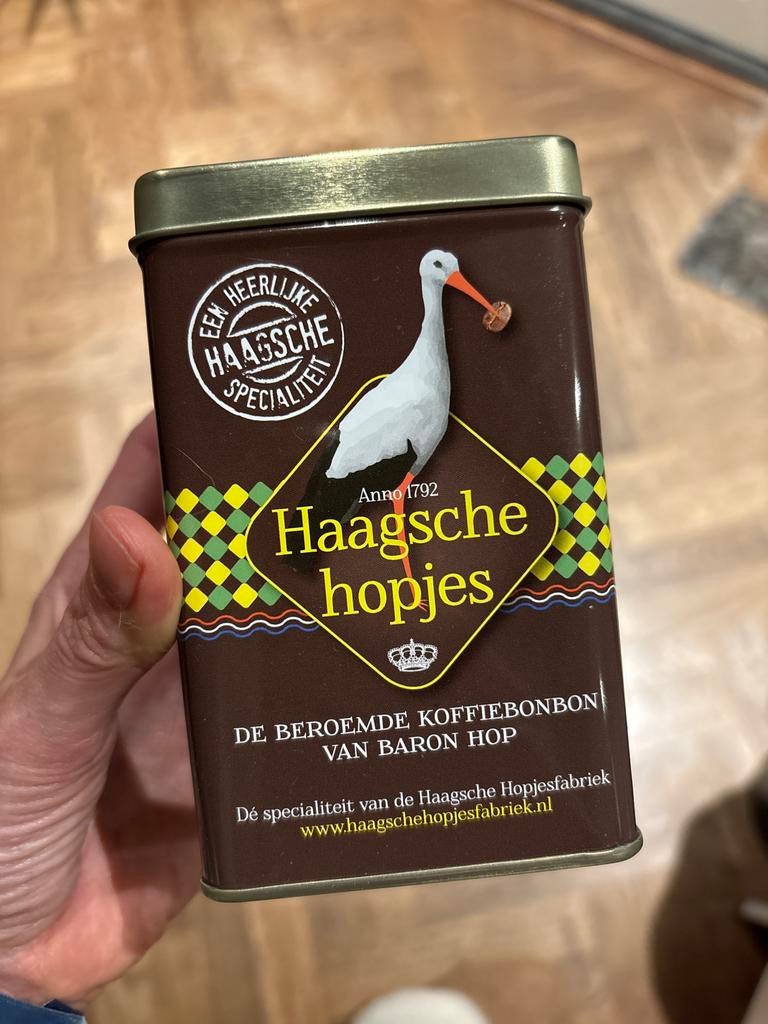 EEN HEERLIJKE
HAAGSCHE
SPECIALITEIT
Anno 1792
Haagsche
hopjes
DE BEROEMDE KOFFIEBONBON
VAN BARON HOP
Dé specialiteit van de Haagsche Hopjesfabriek
www.haagschehopjesfabriek.nl